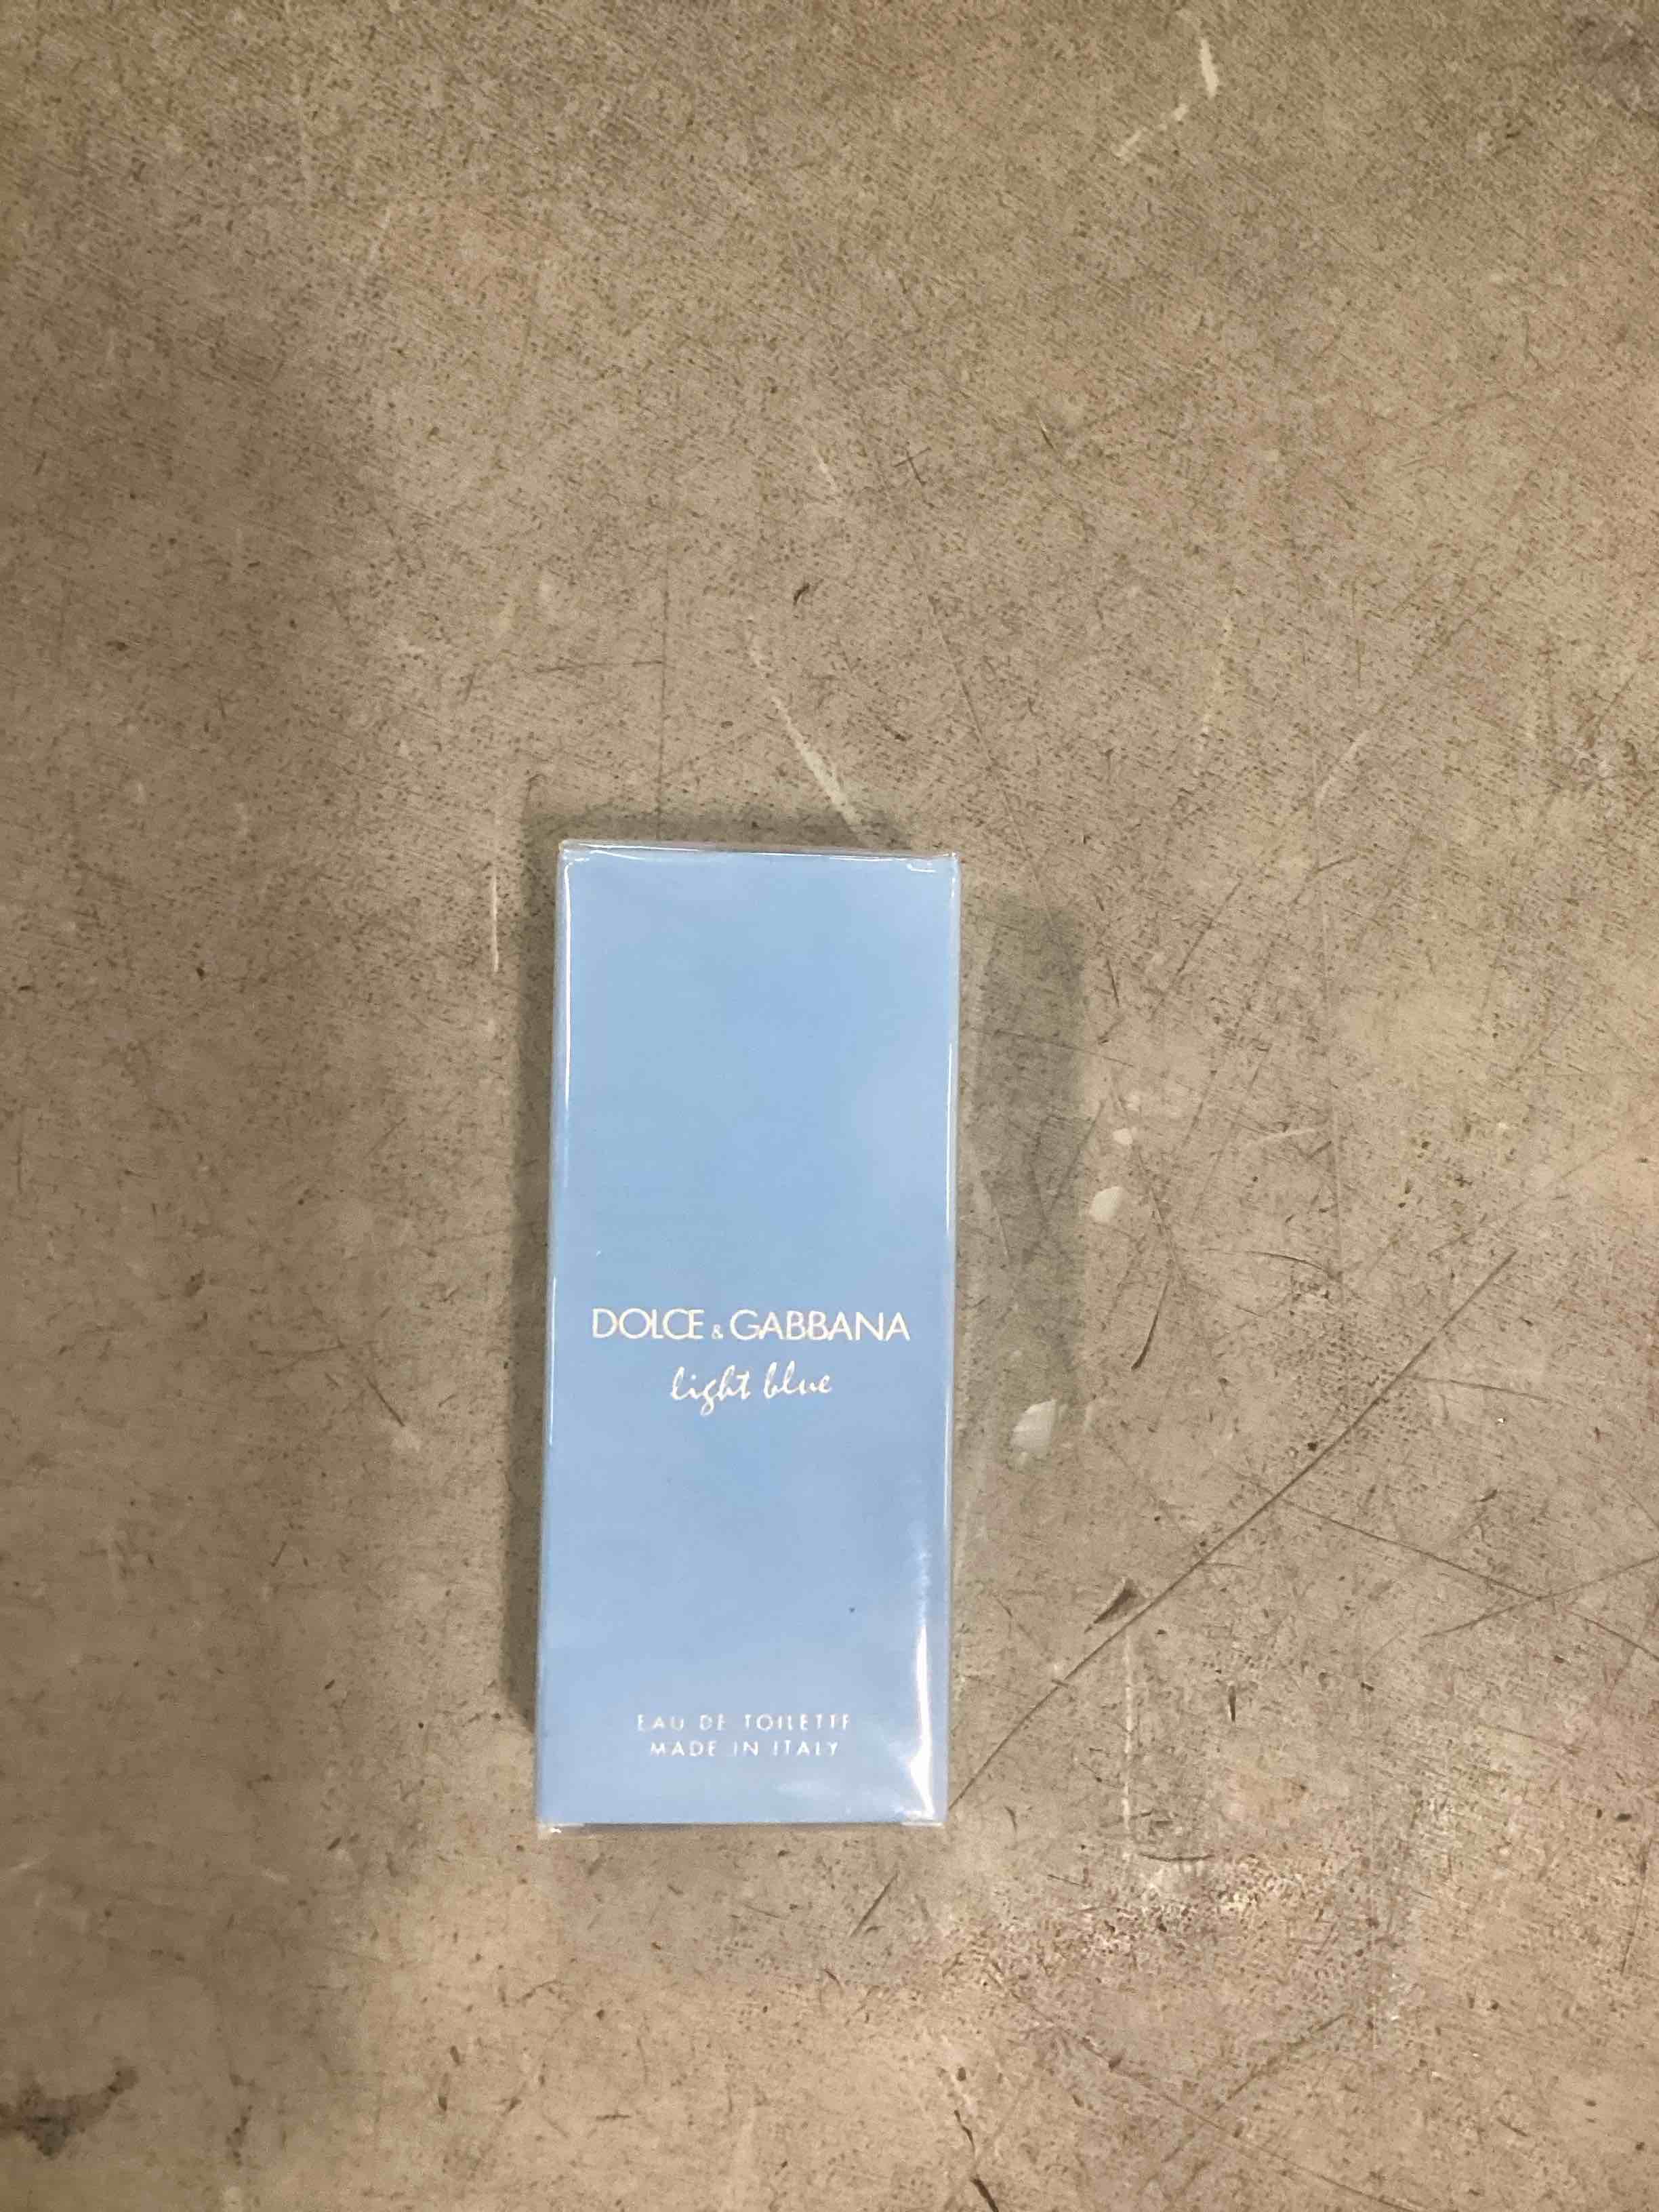 DOLCE & GABBANA
light blue
EAU DE TOILETTE
MADE IN ITALY